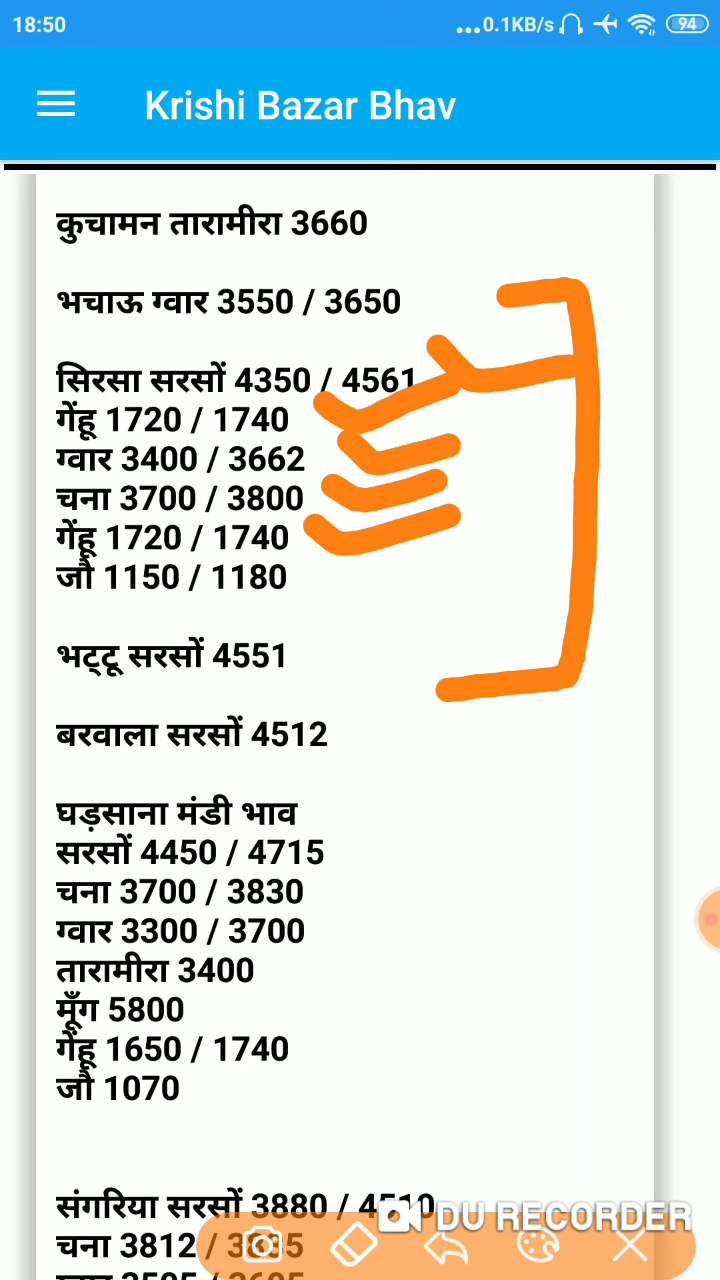 18:50
...0.1KB/s
94
Krishi Bazar Bhav
कुचामन तारामीरा 3660
भचाऊ ग्वार 3550 / 3650
सिरसा सरसों 4350 / 4561
गेंहू 1720 / 1740
ग्वार 3400 / 3662
चना 3700 / 3800
गेंहू 1720 / 1740
जौ 1150 / 1180
भट्टू सरसों 4551
बरवाला सरसों 4512
घड़साना मंडी भाव
सरसों 4450 / 4715
चना 3700 / 3830
ग्वार 3300 / 3700
तारामीरा 3400
मूँग 5800
गेंहू 1650 / 1740
जौ 1070
संगरिया सरसों 3880 / 4510
DU RECORDER
चना 3812 / 3835